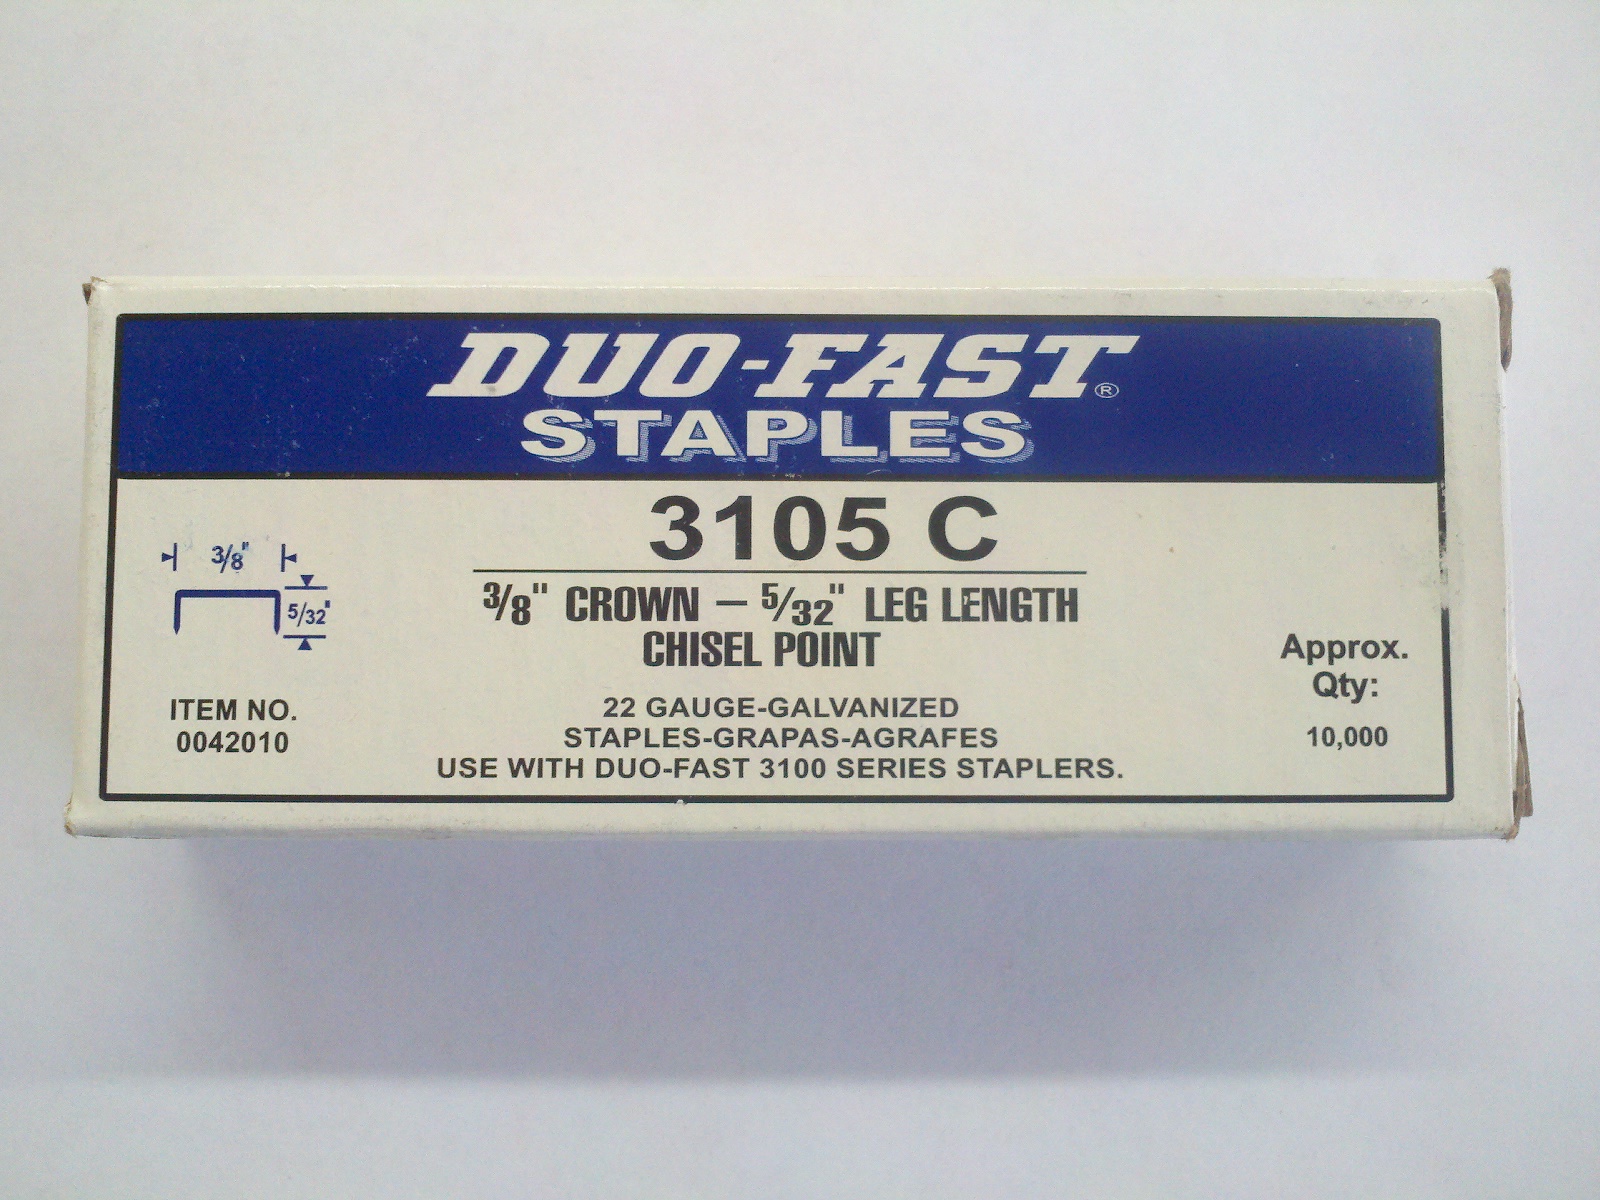 DUO-FAST®
STAPLES
3105 C
3/8" CROWN – 5/32" LEG LENGTH
CHISEL POINT
22 GAUGE-GALVANIZED
STAPLES-GRAPAS-AGRAFES
USE WITH DUO-FAST 3100 SERIES STAPLERS.
3/8"
5/32"
ITEM NO.
0042010
Approx.
Qty:
10,000